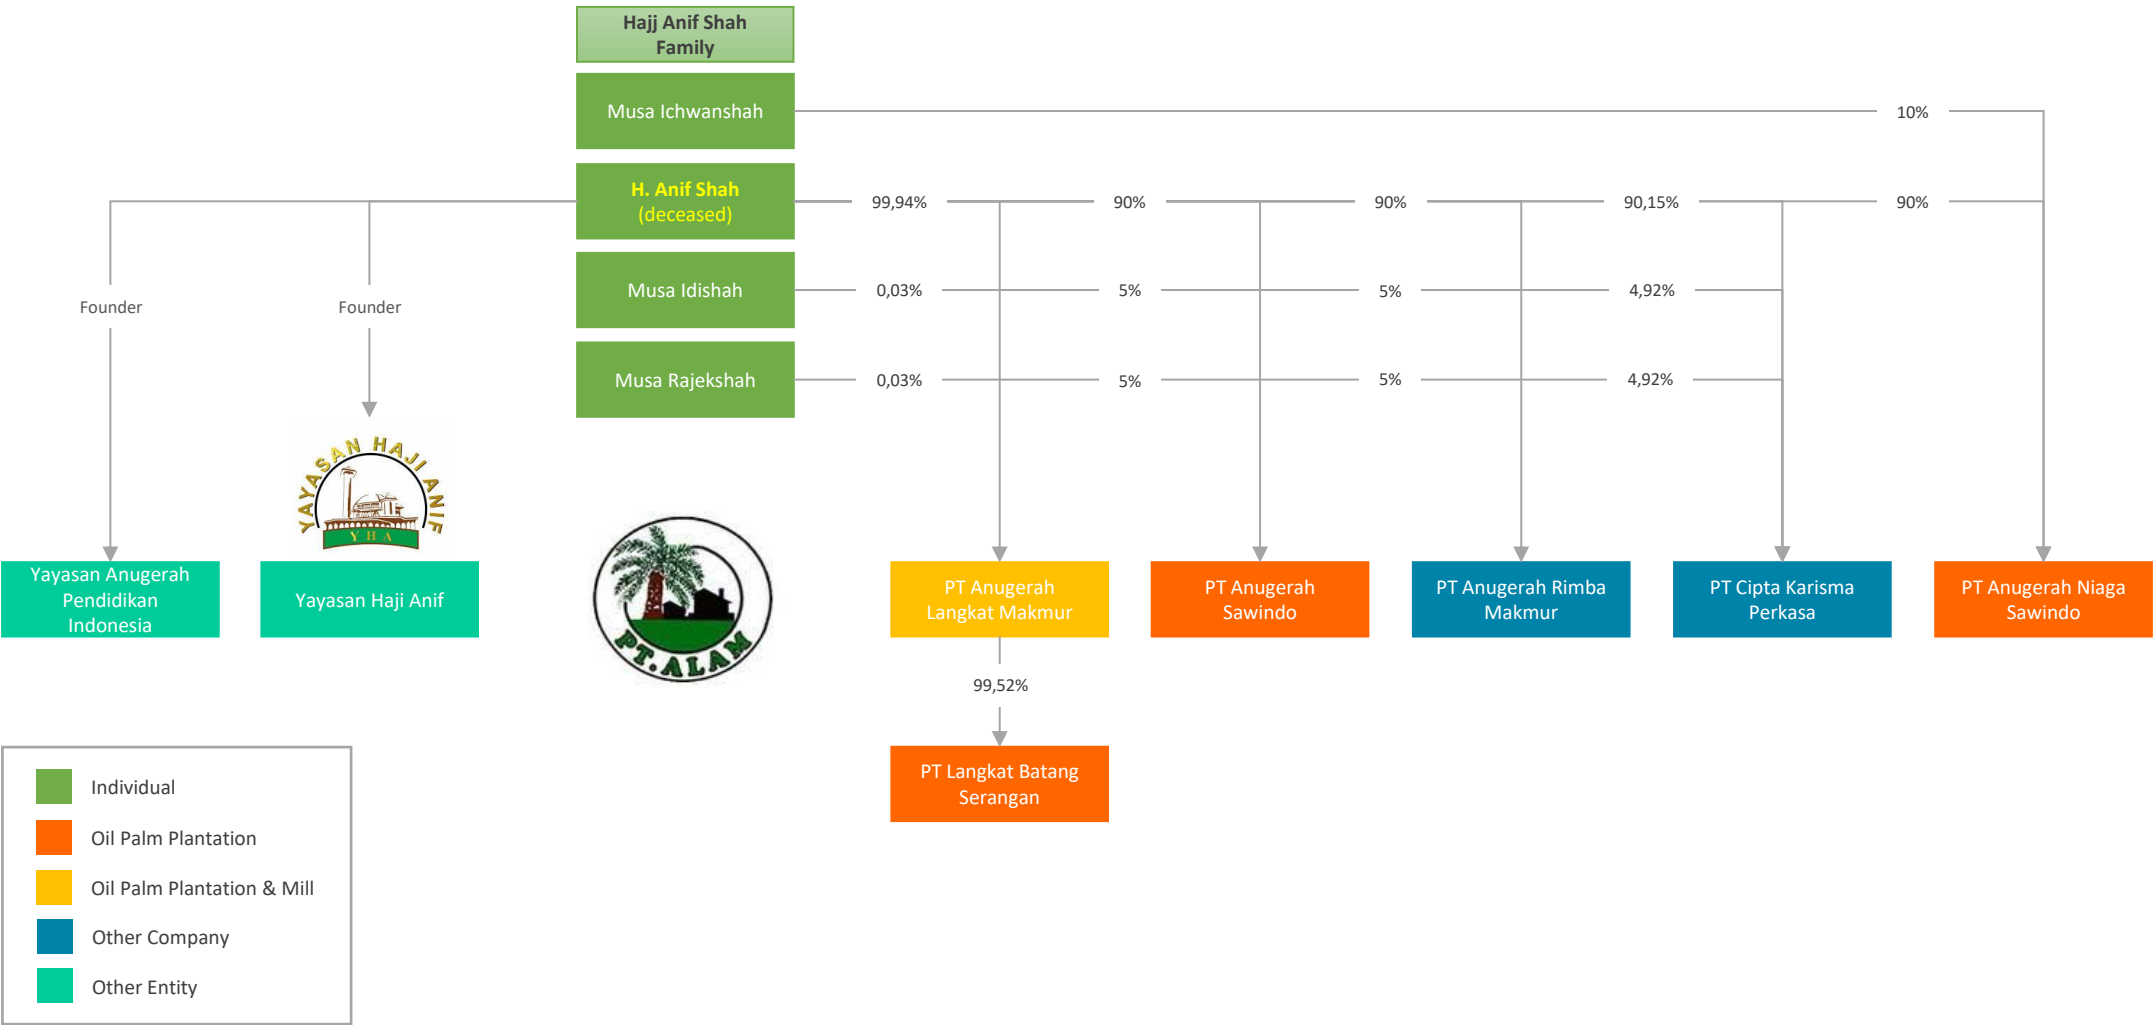 Hajj Anif Shah
Family
Musa Ichwanshah
10%
H. Anif Shah
(deceased)
99,94%
90%
90%
90,15%
90%
Musa Idishah
0,03%
5%
5%
4,92%
Founder
Founder
Musa Rajekshah
0,03%
5%
5%
4,92%
YAYASAN HAJI ANIF
YHA
PT.ALAM
Yayasan Anugerah
Pendidikan
Indonesia
Yayasan Haji Anif
PT Anugerah
Langkat Makmur
PT Anugerah
Sawindo
PT Anugerah Rimba
Makmur
PT Cipta Karisma
Perkasa
PT Anugerah Niaga
Sawindo
99,52%
PT Langkat Batang
Serangan
Individual
Oil Palm Plantation
Oil Palm Plantation & Mill
Other Company
Other Entity